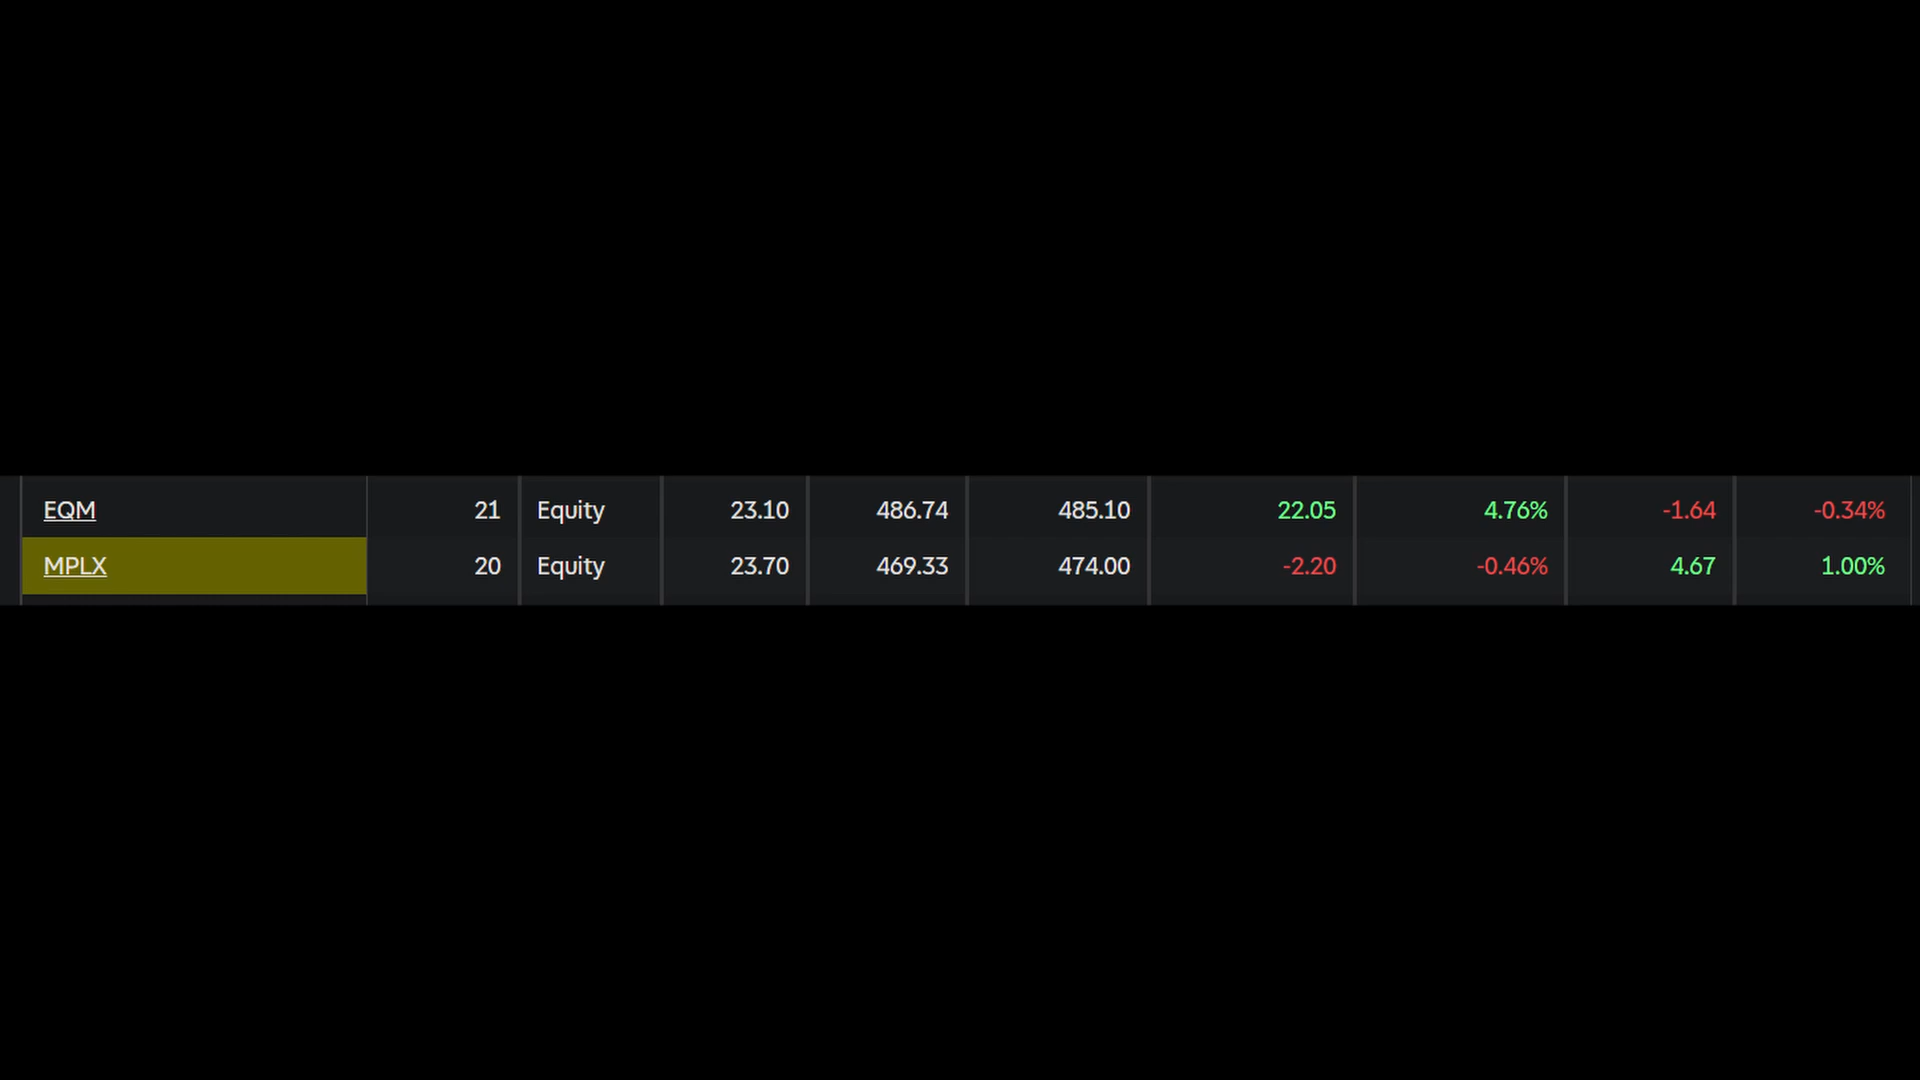 EQM 21 Equity 23.10 486.74 485.10 22.05 4.76% -1.64 -0.34%
MPLX 20 Equity 23.70 469.33 474.00 -2.20 -0.46% 4.67 1.00%